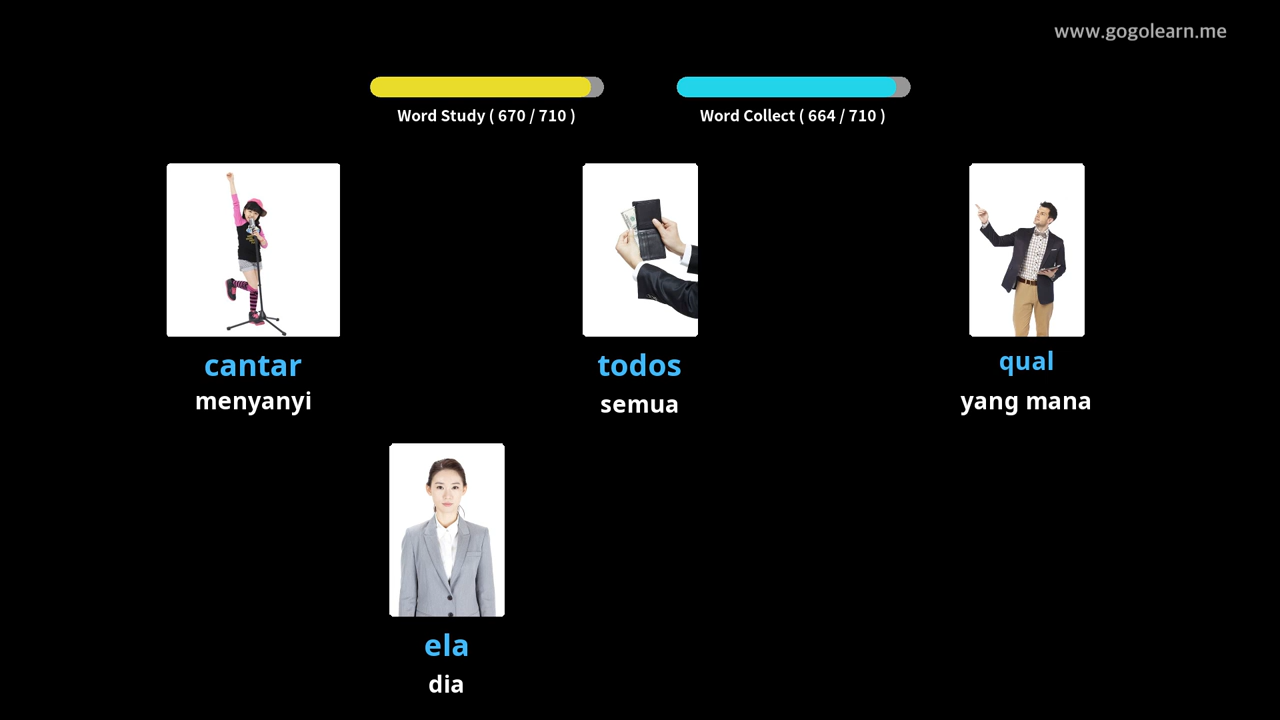 www.gogolearn.me
Word Study ( 670 / 710 )
Word Collect ( 664 / 710 )
cantar
menyanyi
todos
semua
qual
yang mana
ela
dia